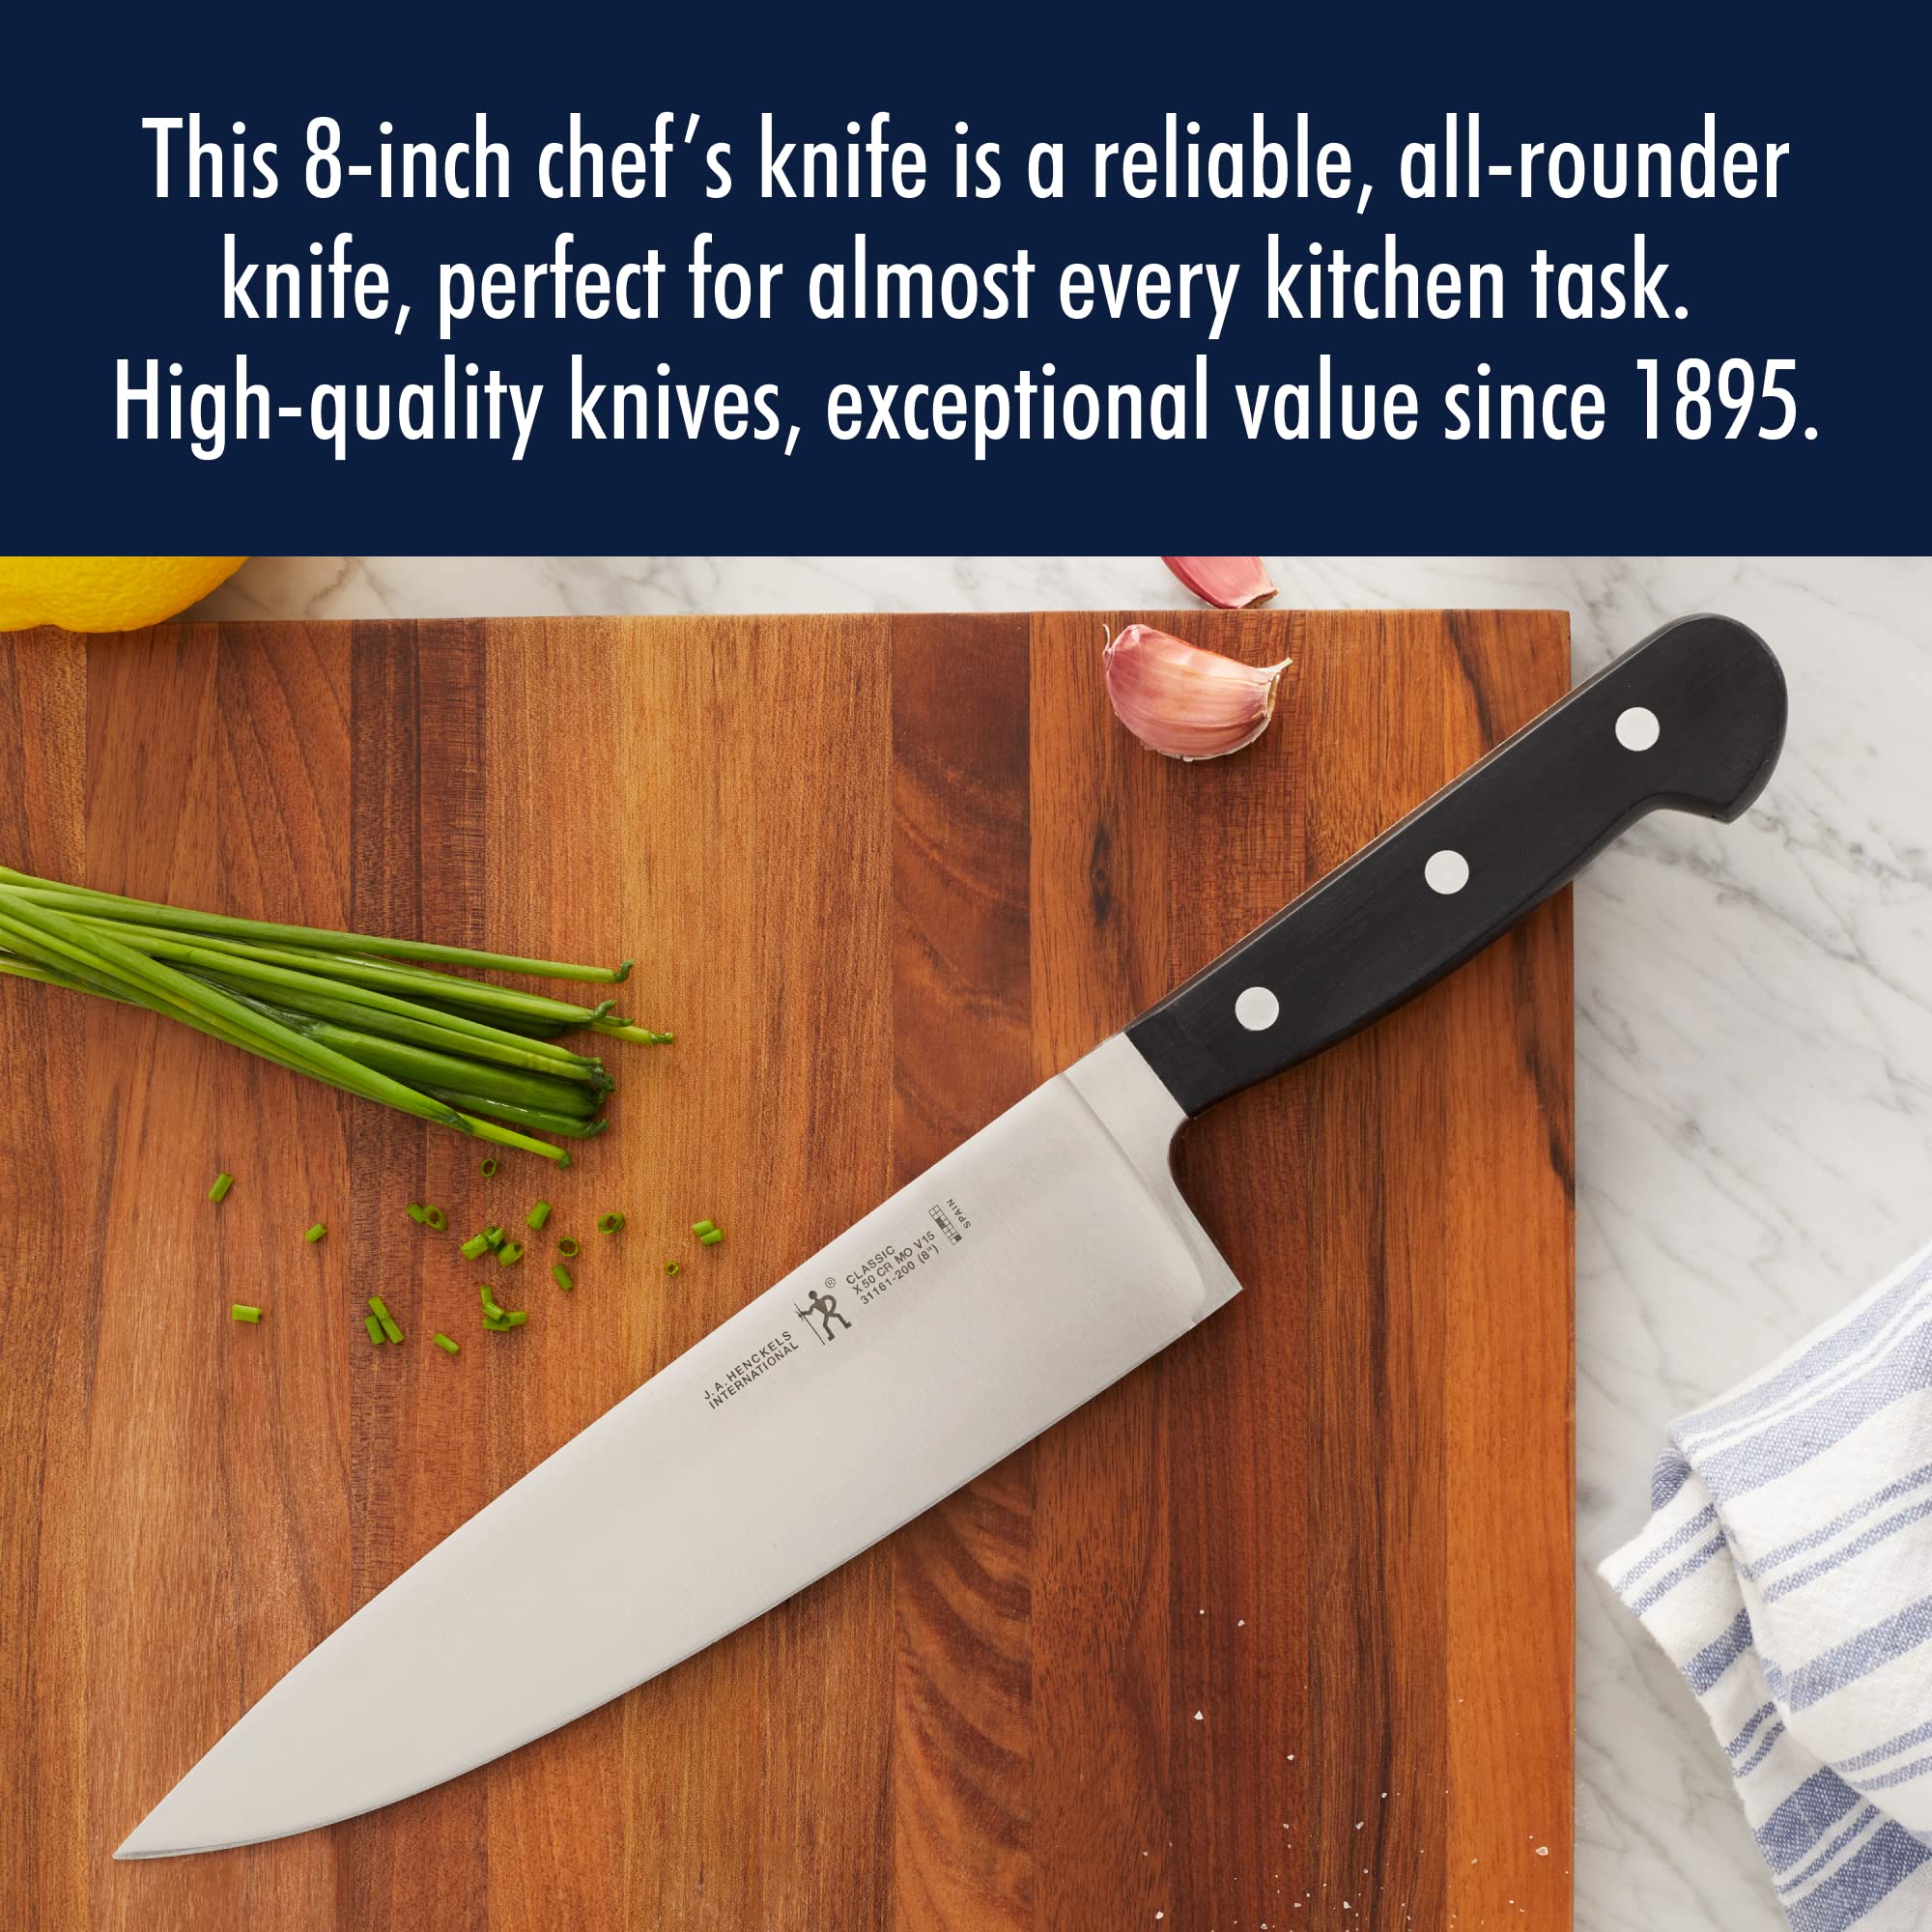 This 8-inch chef's knife is a reliable, all-rounder
knife, perfect for almost every kitchen task.
High-quality knives, exceptional value since 1895.
J.A. HENCKELS
INTERNATIONAL
®
CLASSIC
X50 CR MO V15
31161-200 (8")
SPAIN